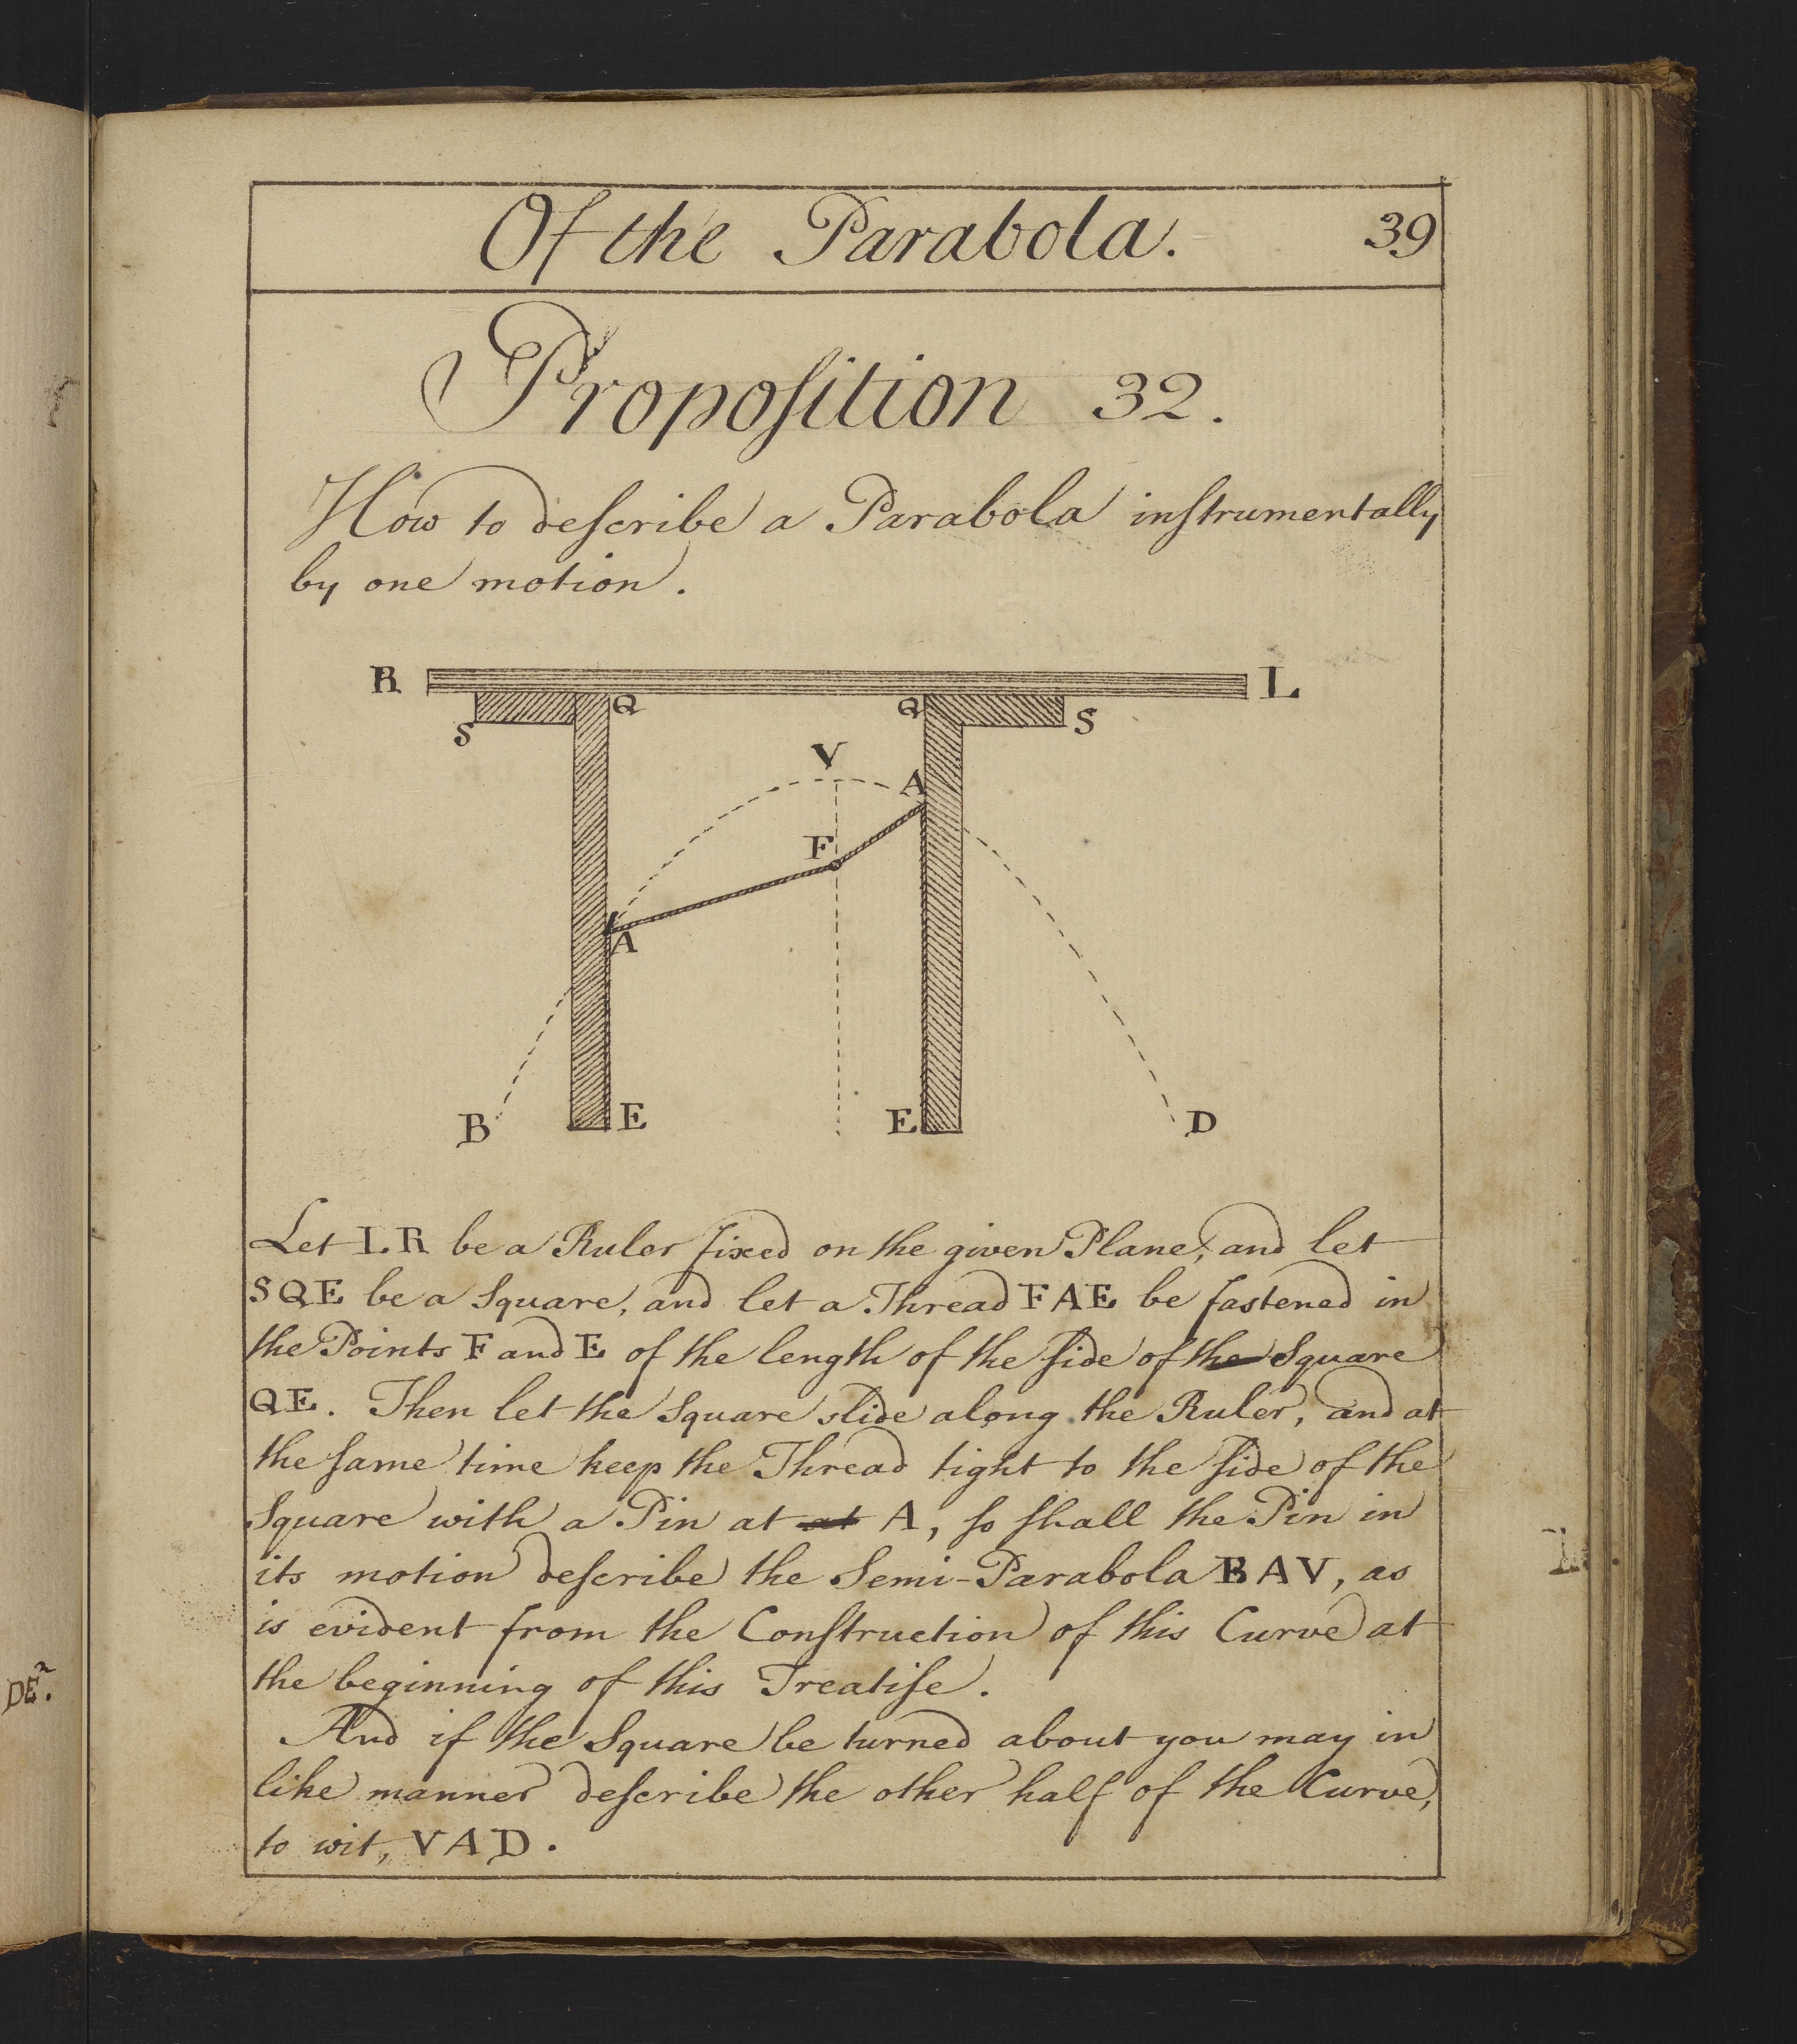 Of the Parabola. 39
Propoſition 32.
How to deſcribe a Parabola inſtrumentally
by one motion.
R L
S Q Q S
V
A
F
A
B E E D
Let LR be a Ruler fixed on the given Plane, and let
SQE be a Square, and let a Thread FAE be fastened in
the Points F and E of the length of the ſide of the Square
QE. Then let the Square slide along the Ruler, and at
the ſame time keep the Thread tight to the ſide of the
Square with a Pin at at A, ſo ſhall the Pin in
its motion deſcribe the Semi-Parabola BAV, as
is evident from the Conſtruction of this Curve at
the beginning of this Treatiſe.
And if the Square be turned about you may in
like manner deſcribe the other half of the Curve,
to wit, VAD.
DE².